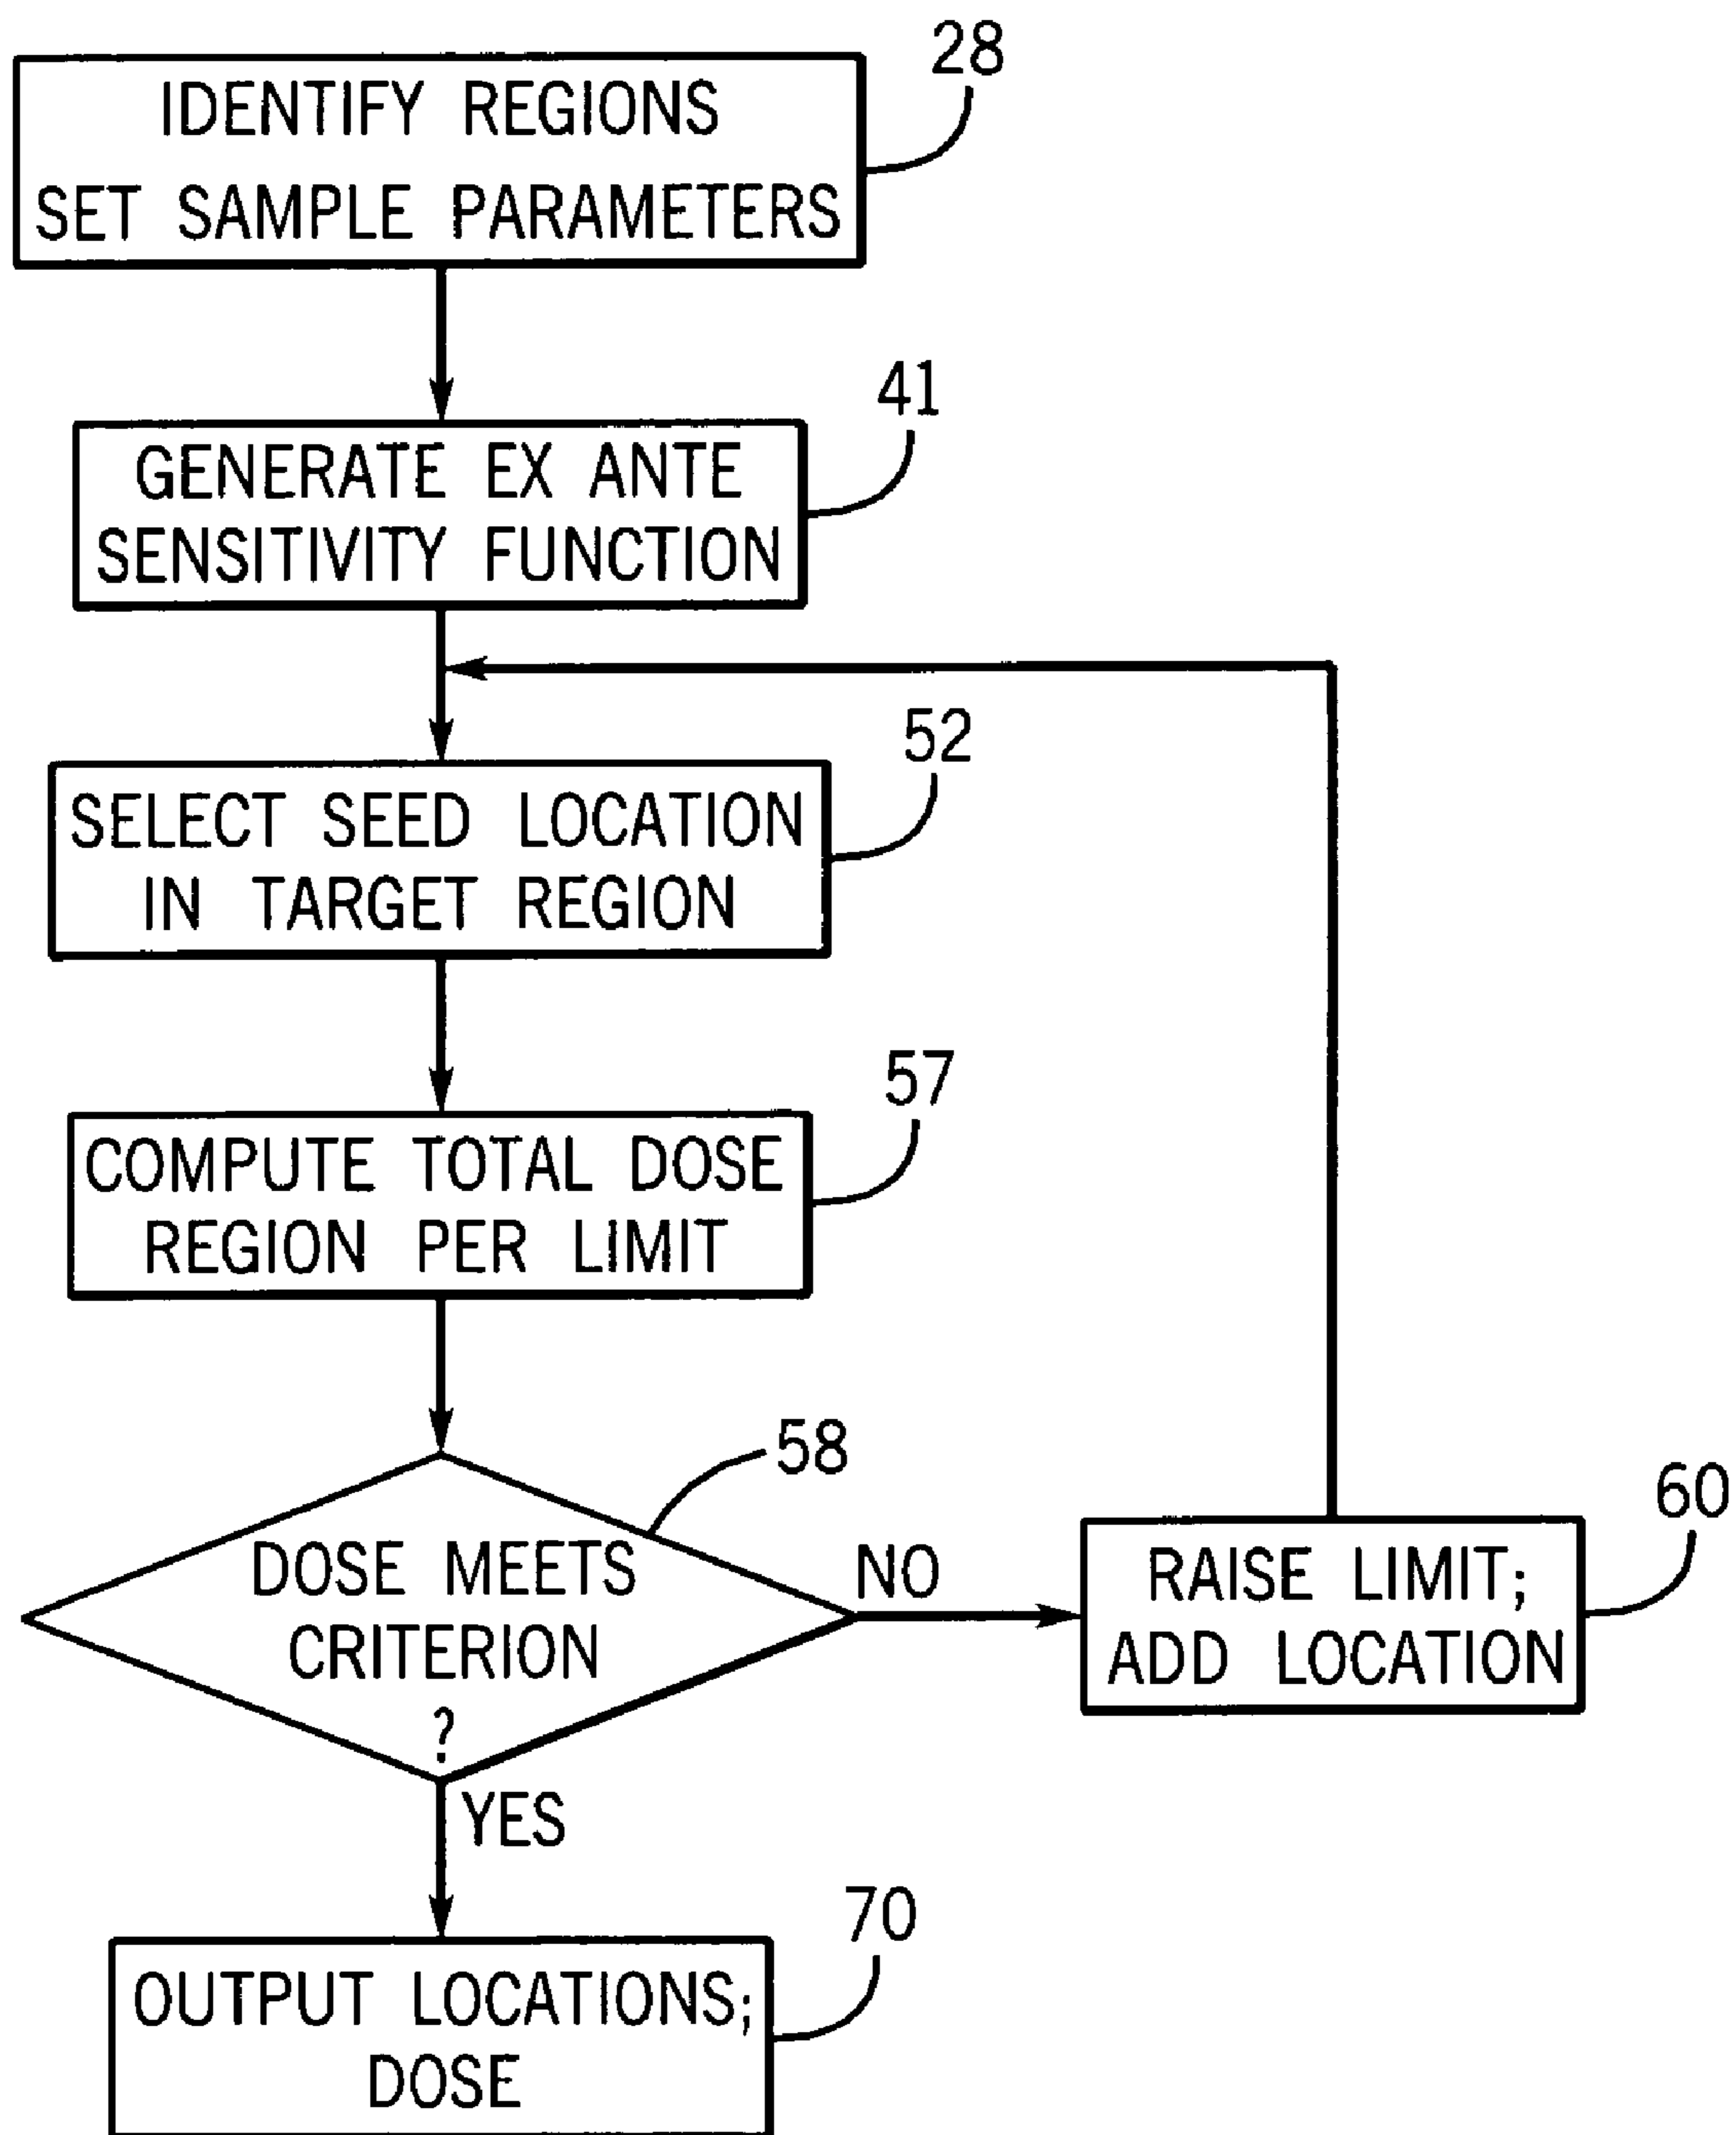 28
IDENTIFY REGIONS
SET SAMPLE PARAMETERS
41
GENERATE EX ANTE
SENSITIVITY FUNCTION
52
SELECT SEED LOCATION
IN TARGET REGION
57
COMPUTE TOTAL DOSE
REGION PER LIMIT
58
DOSE MEETS
CRITERION
?
NO
60
RAISE LIMIT;
ADD LOCATION
YES
70
OUTPUT LOCATIONS;
DOSE